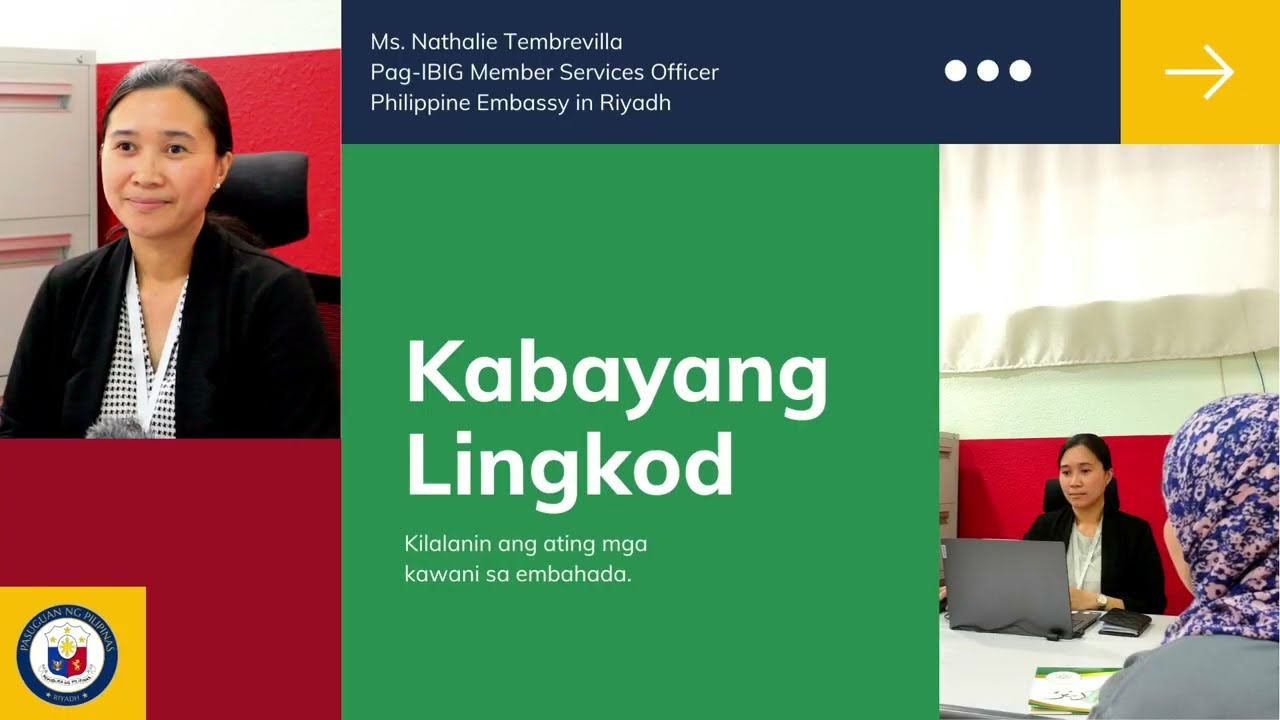 Ms. Nathalie Tembrevilla
Pag-IBIG Member Services Officer
Philippine Embassy in Riyadh
Kabayang
Lingkod
Kilalanin ang ating mga
kawani sa embahada.
PASUGUAN NG PILIPINAS
RIYADH